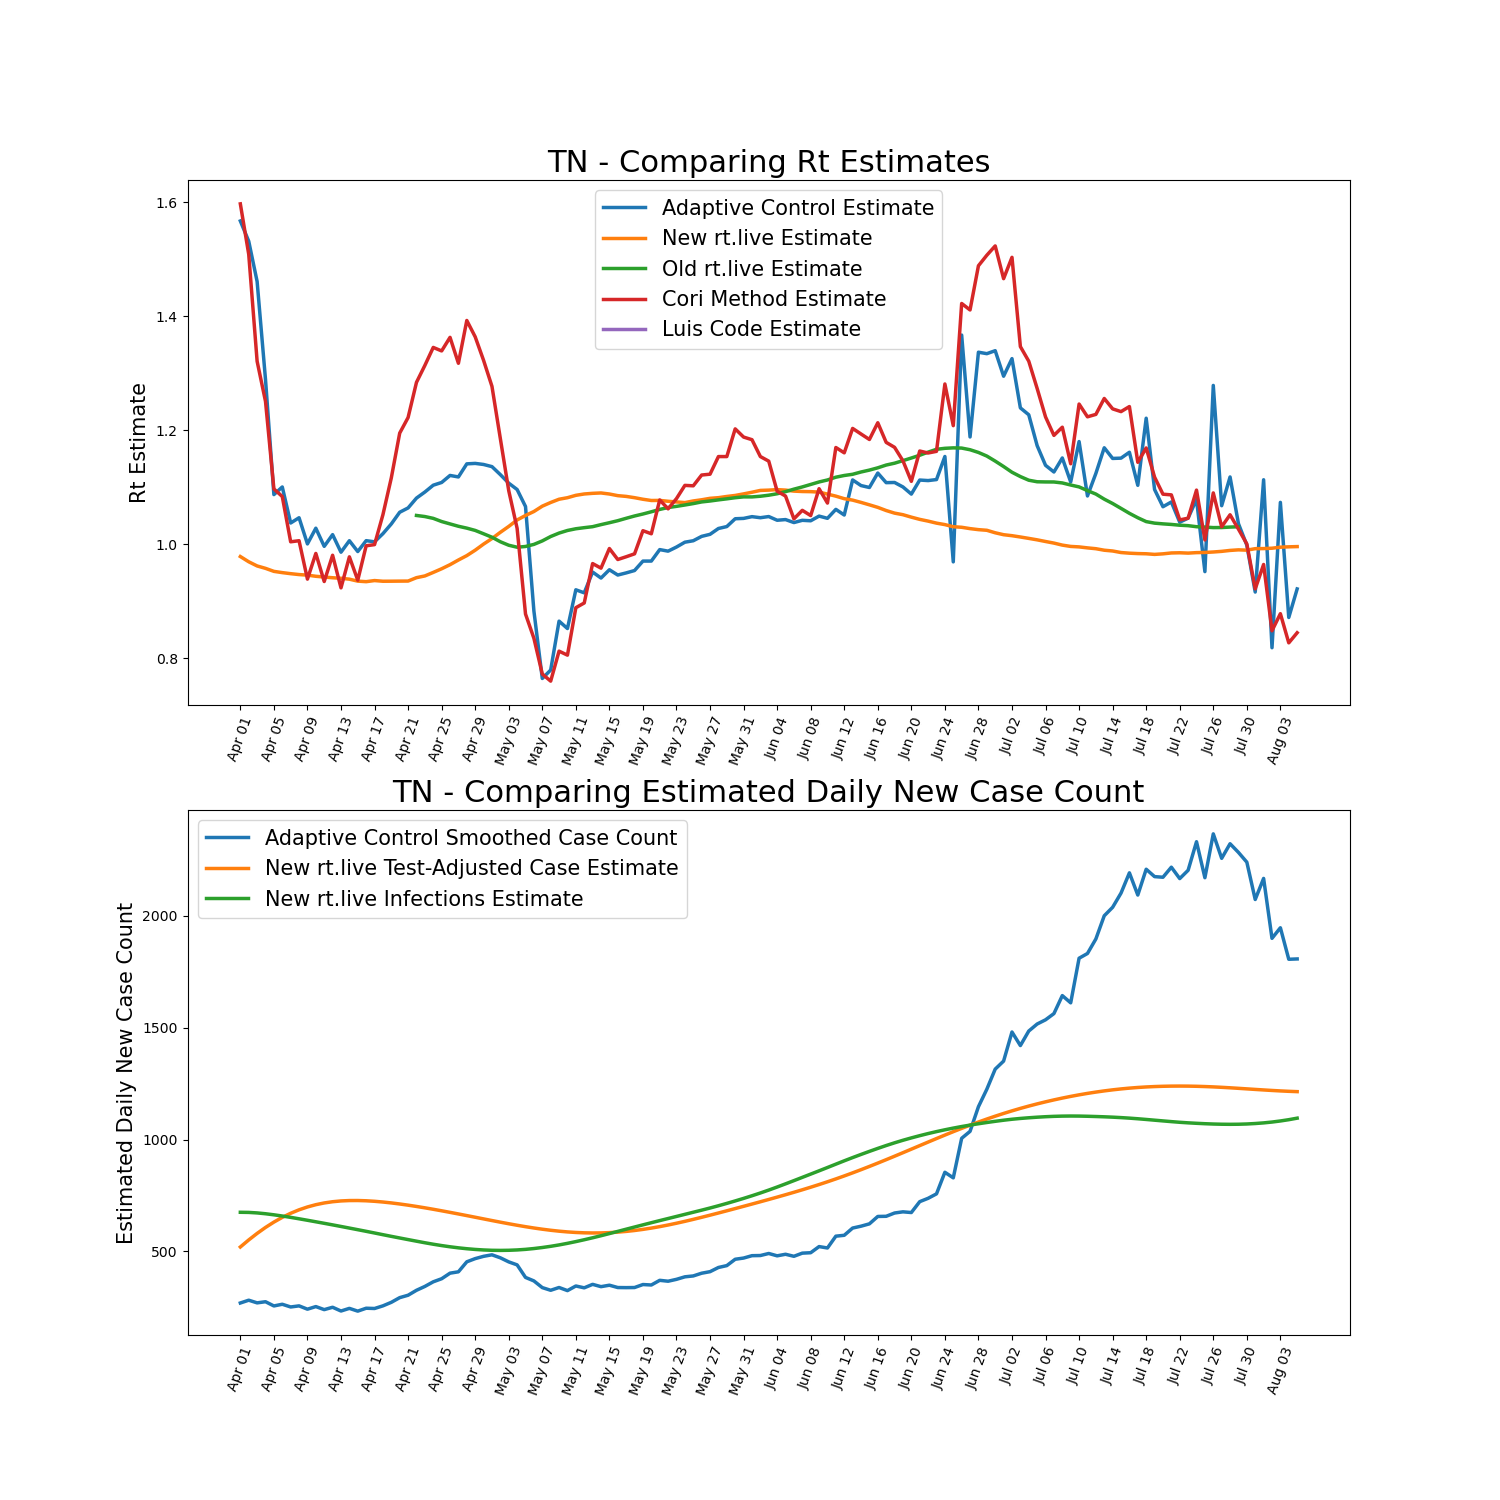 TN - Comparing Rt Estimates
Adaptive Control Estimate
New rt.live Estimate
Old rt.live Estimate
Cori Method Estimate
Luis Code Estimate
Rt Estimate
1.6
1.4
1.2
1.0
0.8
Apr 01 Apr 05 Apr 09 Apr 13 Apr 17 Apr 21 Apr 25 Apr 29 May 03 May 07 May 11 May 15 May 19 May 23 May 27 May 31 Jun 04 Jun 08 Jun 12 Jun 16 Jun 20 Jun 24 Jun 28 Jul 02 Jul 06 Jul 10 Jul 14 Jul 18 Jul 22 Jul 26 Jul 30 Aug 03
TN - Comparing Estimated Daily New Case Count
Adaptive Control Smoothed Case Count
New rt.live Test-Adjusted Case Estimate
New rt.live Infections Estimate
Estimated Daily New Case Count
2000
1500
1000
500
Apr 01 Apr 05 Apr 09 Apr 13 Apr 17 Apr 21 Apr 25 Apr 29 May 03 May 07 May 11 May 15 May 19 May 23 May 27 May 31 Jun 04 Jun 08 Jun 12 Jun 16 Jun 20 Jun 24 Jun 28 Jul 02 Jul 06 Jul 10 Jul 14 Jul 18 Jul 22 Jul 26 Jul 30 Aug 03